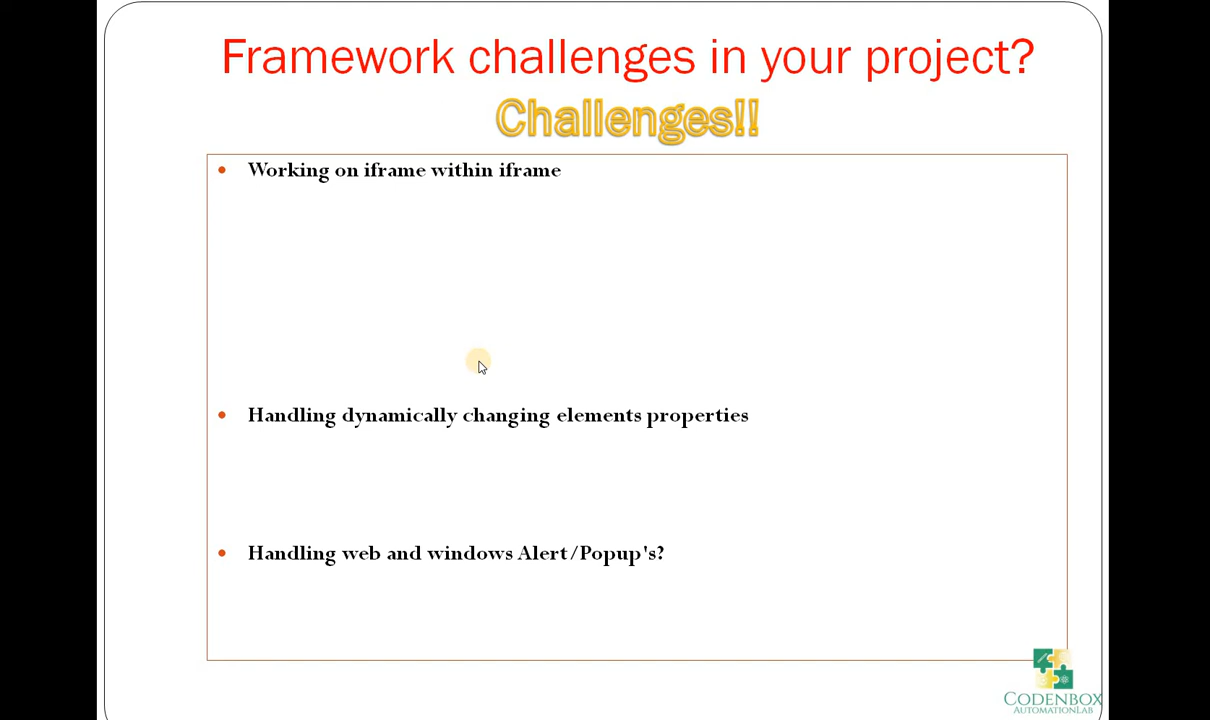 Framework challenges in your project?
Challenges!!
• Working on iframe within iframe
• Handling dynamically changing elements properties
• Handling web and windows Alert/Popup's?
CODENBOX
AUTOMATIONLAB